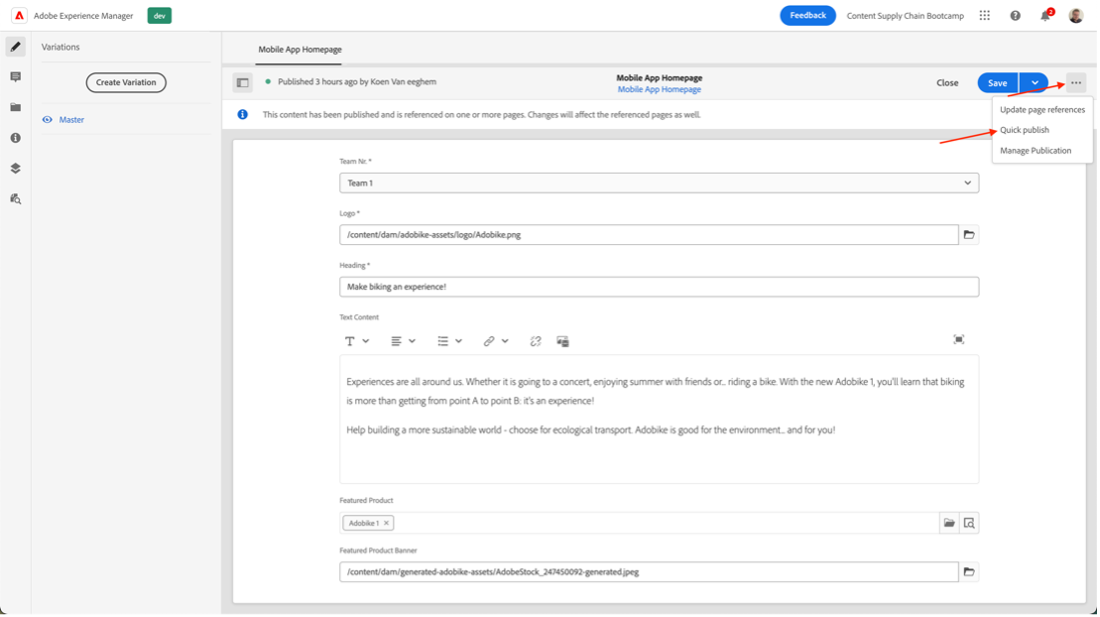 Adobe Experience Manager
dev
Feedback
Content Supply Chain Bootcamp
2
Variations
Create Variation
Master
Mobile App Homepage
Published 3 hours ago by Koen Van eeghem
Mobile App Homepage
Mobile App Homepage
Close
Save
This content has been published and is referenced on one or more pages. Changes will affect the referenced pages as well.
Update page references
Quick publish
Manage Publication
Team Nr. *
Team 1
Logo *
/content/dam/adobike-assets/logo/Adobike.png
Heading *
Make biking an experience!
Text Content
Experiences are all around us. Whether it is going to a concert, enjoying summer with friends or... riding a bike. With the new Adobike 1, you'll learn that biking
is more than getting from point A to point B: it's an experience!
Help building a more sustainable world - choose for ecological transport. Adobike is good for the environment... and for you!
Featured Product
Adobike 1
Featured Product Banner
/content/dam/generated-adobike-assets/AdobeStock_247450092-generated.jpeg